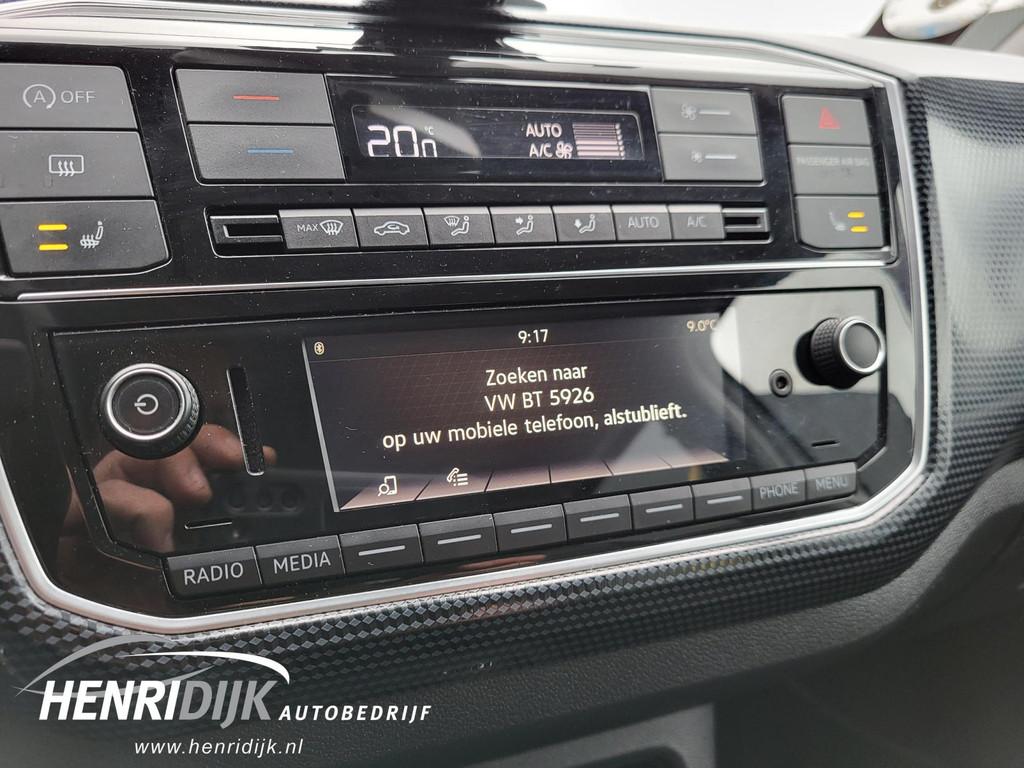 A OFF
20.0 °C
AUTO
A/C
PASSENGER AIR BAG
MAX
AUTO
A/C
9:17
9.0°C
Zoeken naar
VW BT 5926
op uw mobiele telefoon, alstublieft.
RADIO
MEDIA
PHONE
MENU
HENRIDIJK AUTOBEDRIJF
www.henridijk.nl